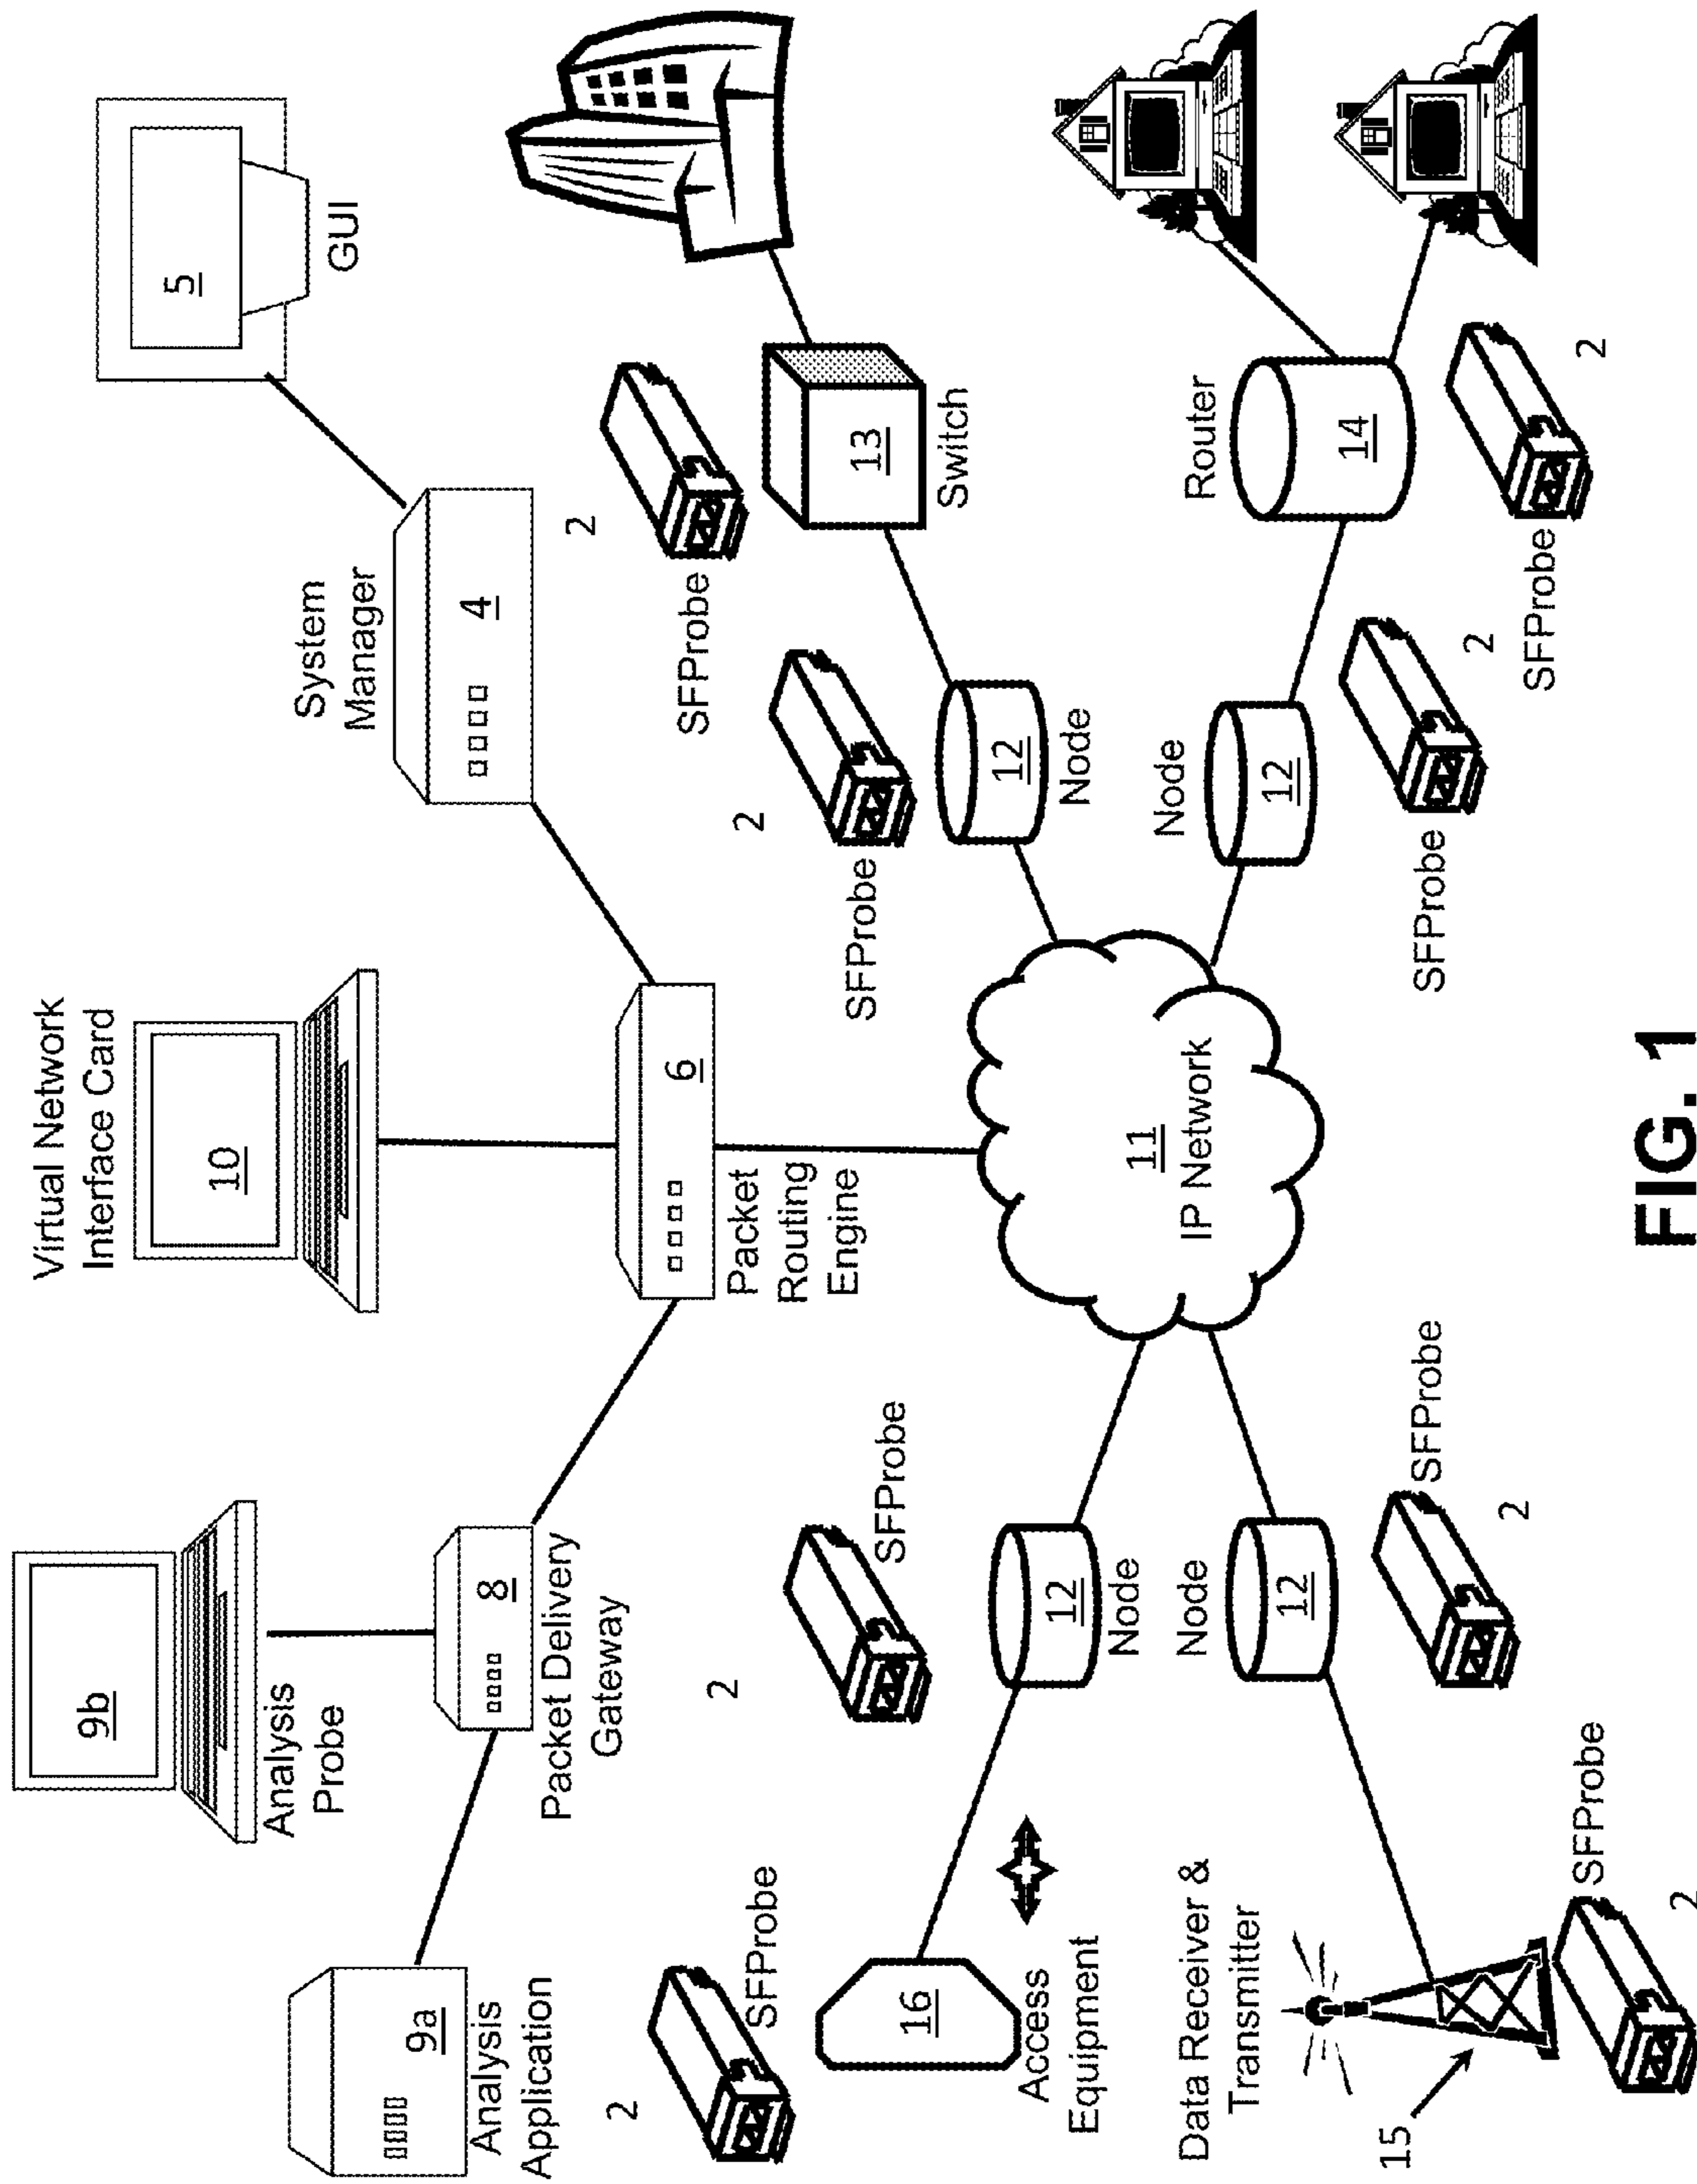 9b
Analysis
Probe
Virtual Network
Interface Card
10
5
GUI
9a
Analysis
Application
8
Packet Delivery
Gateway
6
Packet
Routing
Engine
System
Manager
4
2
SFProbe
2
SFProbe
2
SFProbe
2
SFProbe
16
Access
Equipment
12
Node
11
IP Network
12
Node
13
Switch
Data Receiver &
Transmitter
15
Node
12
Node
12
Router
14
SFProbe
2
SFProbe
2
SFProbe
2
SFProbe
2
FIG. 1